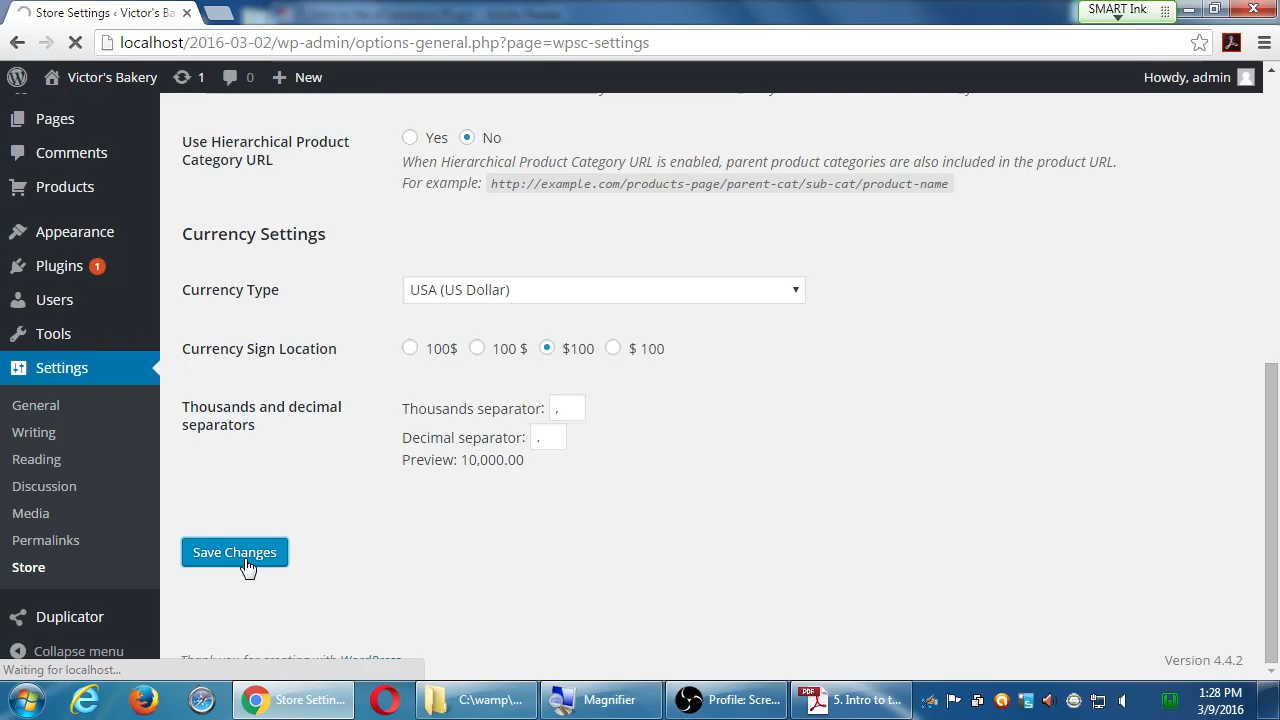 Store Settings ‹ Victor's Ba
SMART Ink
localhost/2016-03-02/wp-admin/options-general.php?page=wpsc-settings
Victor's Bakery 1 0 New
Howdy, admin
Pages
Comments
Products
Appearance
Plugins 1
Users
Tools
Settings
General
Writing
Reading
Discussion
Media
Permalinks
Store
Duplicator
Collapse menu
Waiting for localhost...
Use Hierarchical Product
Category URL
Yes No
When Hierarchical Product Category URL is enabled, parent product categories are also included in the product URL.
For example: http://example.com/products-page/parent-cat/sub-cat/product-name
Currency Settings
Currency Type
USA (US Dollar)
Currency Sign Location
100$ 100 $ $100 $ 100
Thousands and decimal
separators
Thousands separator: ,
Decimal separator: .
Preview: 10,000.00
Save Changes
Thank you for creating with WordPress
Version 4.4.2
Store Settin...
C:\wamp\...
Magnifier
Profile: Scre...
PDF
5. Intro to t...
1:28 PM
3/9/2016